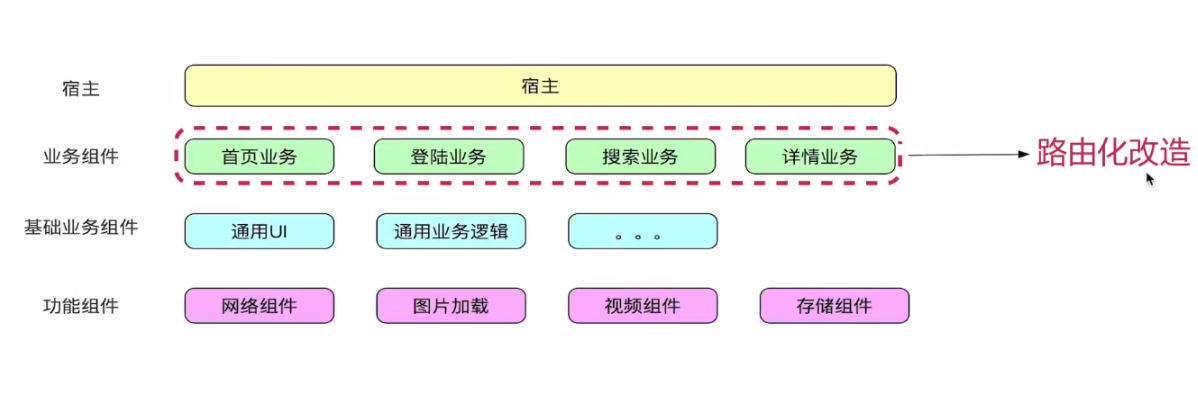 宿主
宿主
业务组件
首页业务
登陆业务
搜索业务
详情业务
路由化改造
基础业务组件
通用UI
通用业务逻辑
。。。
功能组件
网络组件
图片加载
视频组件
存储组件